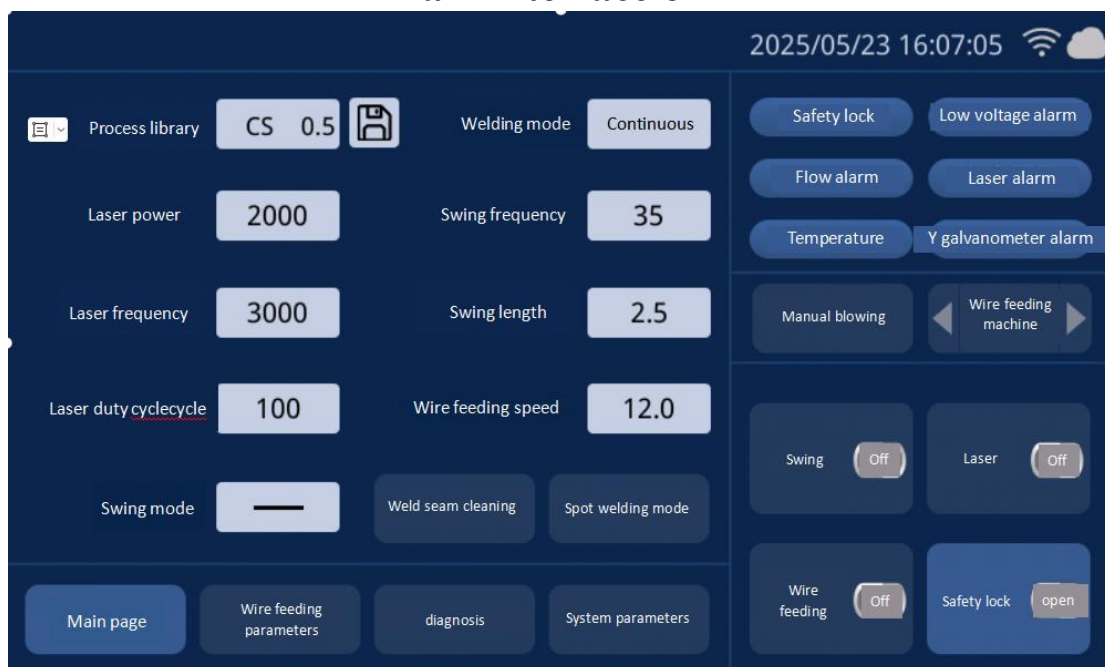 2025/05/23 16:07:05
Process library
CS 0.5
Welding mode
Continuous
Laser power
2000
Swing frequency
35
Laser frequency
3000
Swing length
2.5
Laser duty cyclecycle
100
Wire feeding speed
12.0
Swing mode
Weld seam cleaning
Spot welding mode
Main page
Wire feeding
parameters
diagnosis
System parameters
Safety lock
Low voltage alarm
Flow alarm
Laser alarm
Temperature
Y galvanometer alarm
Manual blowing
Wire feeding
machine
Swing
Off
Laser
Off
Wire
feeding
Off
Safety lock
open